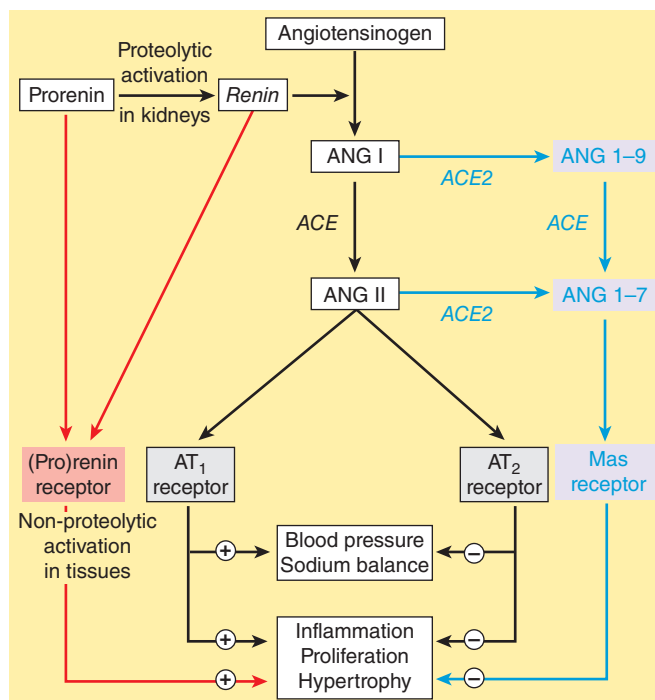 Angiotensinogen
Proteolytic
activation
in kidneys
Prorenin
Renin
ANG I
ACE2
ANG 1–9
ACE
ACE
ANG II
ACE2
ANG 1–7
(Pro)renin
receptor
AT1
receptor
AT2
receptor
Mas
receptor
Non-proteolytic
activation
in tissues
+
Blood pressure
Sodium balance
−
+
Inflammation
Proliferation
Hypertrophy
−
+
−